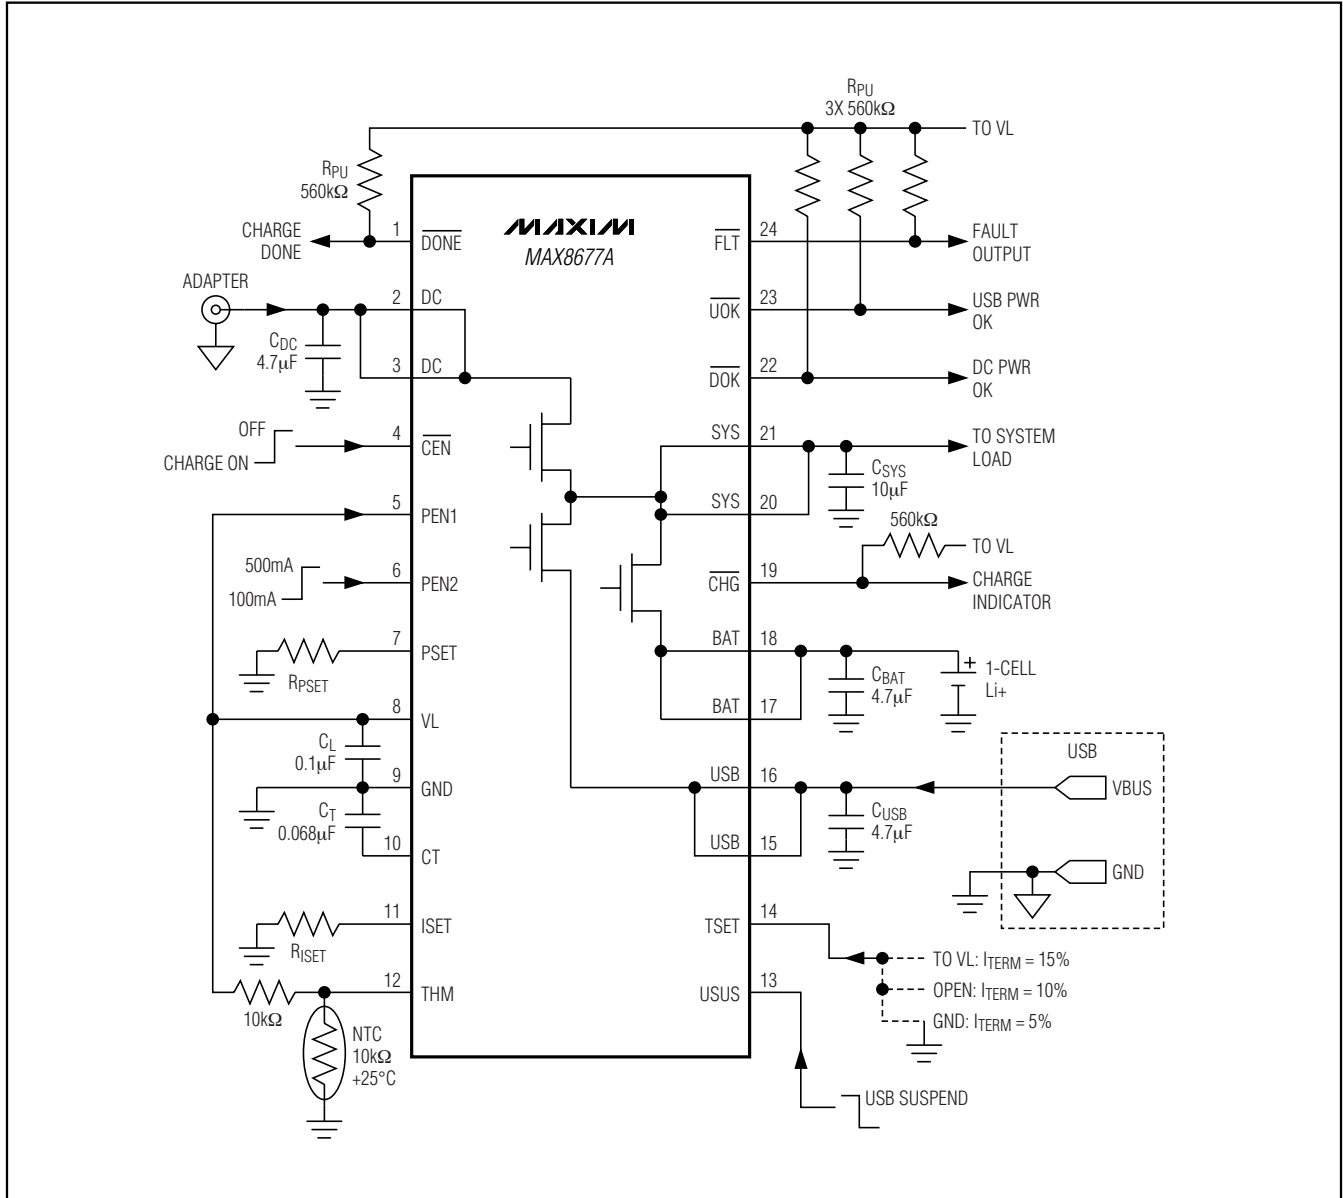 RPU
3X 560kΩ
TO VL
RPU
560kΩ
MAXIM
MAX8677A
CHARGE
DONE
1
DONE
24
FLT
FAULT
OUTPUT
ADAPTER
2
DC
23
UOK
USB PWR
OK
CDC
4.7µF
3
DC
22
DOK
DC PWR
OK
OFF
CHARGE ON
4
CEN
SYS
21
TO SYSTEM
LOAD
CSYS
10µF
5
PEN1
SYS
20
560kΩ
TO VL
500mA
100mA
6
PEN2
19
CHG
CHARGE
INDICATOR
7
PSET
RPSET
BAT
18
CBAT
4.7µF
+
1-CELL
Li+
8
VL
BAT
17
CL
0.1µF
9
GND
USB
16
USB
VBUS
CT
0.068µF
10
CT
USB
15
CUSB
4.7µF
GND
11
ISET
RISET
TSET
14
TO VL: ITERM = 15%
OPEN: ITERM = 10%
GND: ITERM = 5%
12
THM
USUS
13
10kΩ
NTC
10kΩ
+25°C
USB SUSPEND